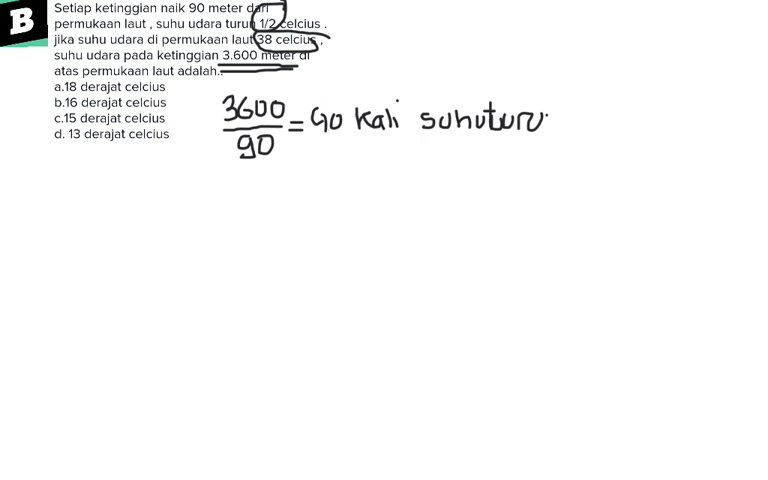 B
Setiap ketinggian naik 90 meter dari
permukaan laut , suhu udara turun 1/2 celcius .
jika suhu udara di permukaan laut 38 celcius ,
suhu udara pada ketinggian 3.600 meter di
atas permukaan laut adalah..
a.18 derajat celcius
b.16 derajat celcius
c.15 derajat celcius
d. 13 derajat celcius
3600
90 = 40 kali suhu turun